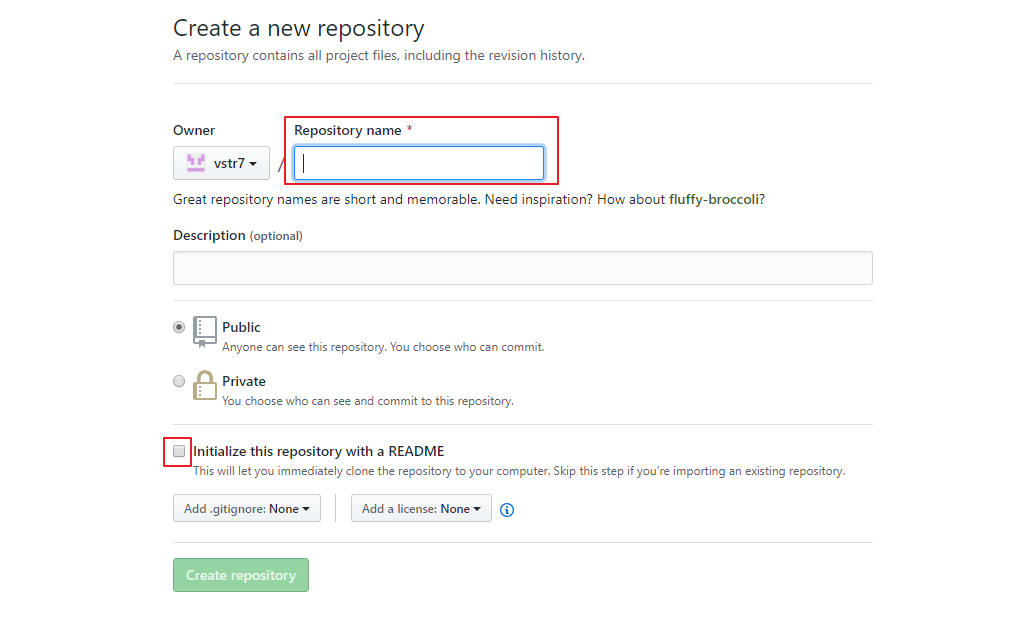 Create a new repository
A repository contains all project files, including the revision history.
Owner
Repository name *
vstr7
/
Great repository names are short and memorable. Need inspiration? How about fluffy-broccoli?
Description (optional)
Public
Anyone can see this repository. You choose who can commit.
Private
You choose who can see and commit to this repository.
Initialize this repository with a README
This will let you immediately clone the repository to your computer. Skip this step if you’re importing an existing repository.
Add .gitignore: None
Add a license: None
Create repository